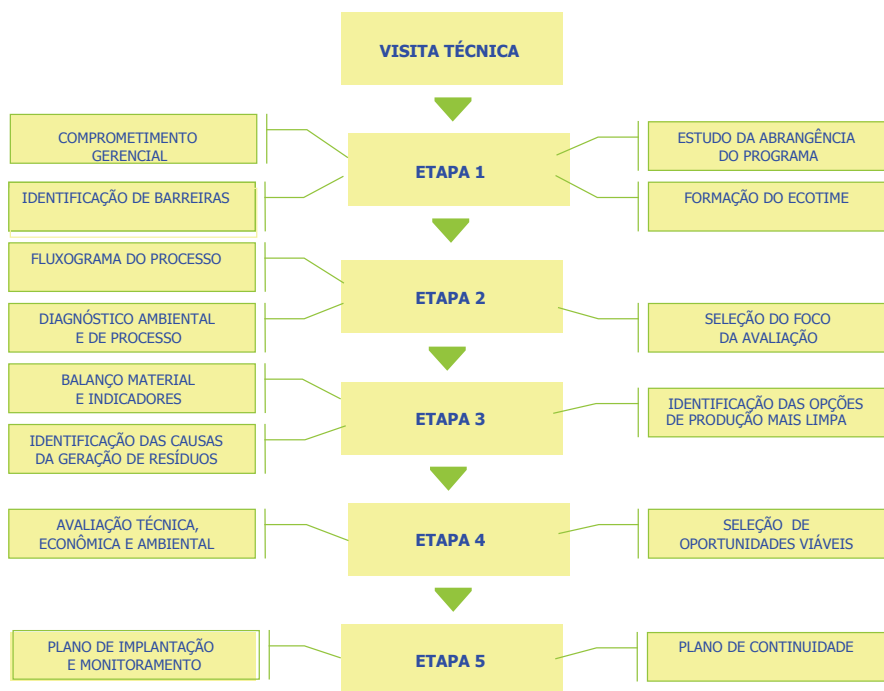 VISITA TÉCNICA
COMPROMETIMENTO
GERENCIAL
IDENTIFICAÇÃO DE BARREIRAS
ETAPA 1
ESTUDO DA ABRANGÊNCIA
DO PROGRAMA
FORMAÇÃO DO ECOTIME
FLUXOGRAMA DO PROCESSO
DIAGNÓSTICO AMBIENTAL
E DE PROCESSO
ETAPA 2
SELEÇÃO DO FOCO
DA AVALIAÇÃO
BALANÇO MATERIAL
E INDICADORES
IDENTIFICAÇÃO DAS CAUSAS
DA GERAÇÃO DE RESÍDUOS
ETAPA 3
IDENTIFICAÇÃO DAS OPÇÕES
DE PRODUÇÃO MAIS LIMPA
AVALIAÇÃO TÉCNICA,
ECONÔMICA E AMBIENTAL
ETAPA 4
SELEÇÃO DE
OPORTUNIDADES VIÁVEIS
PLANO DE IMPLANTAÇÃO
E MONITORAMENTO
ETAPA 5
PLANO DE CONTINUIDADE